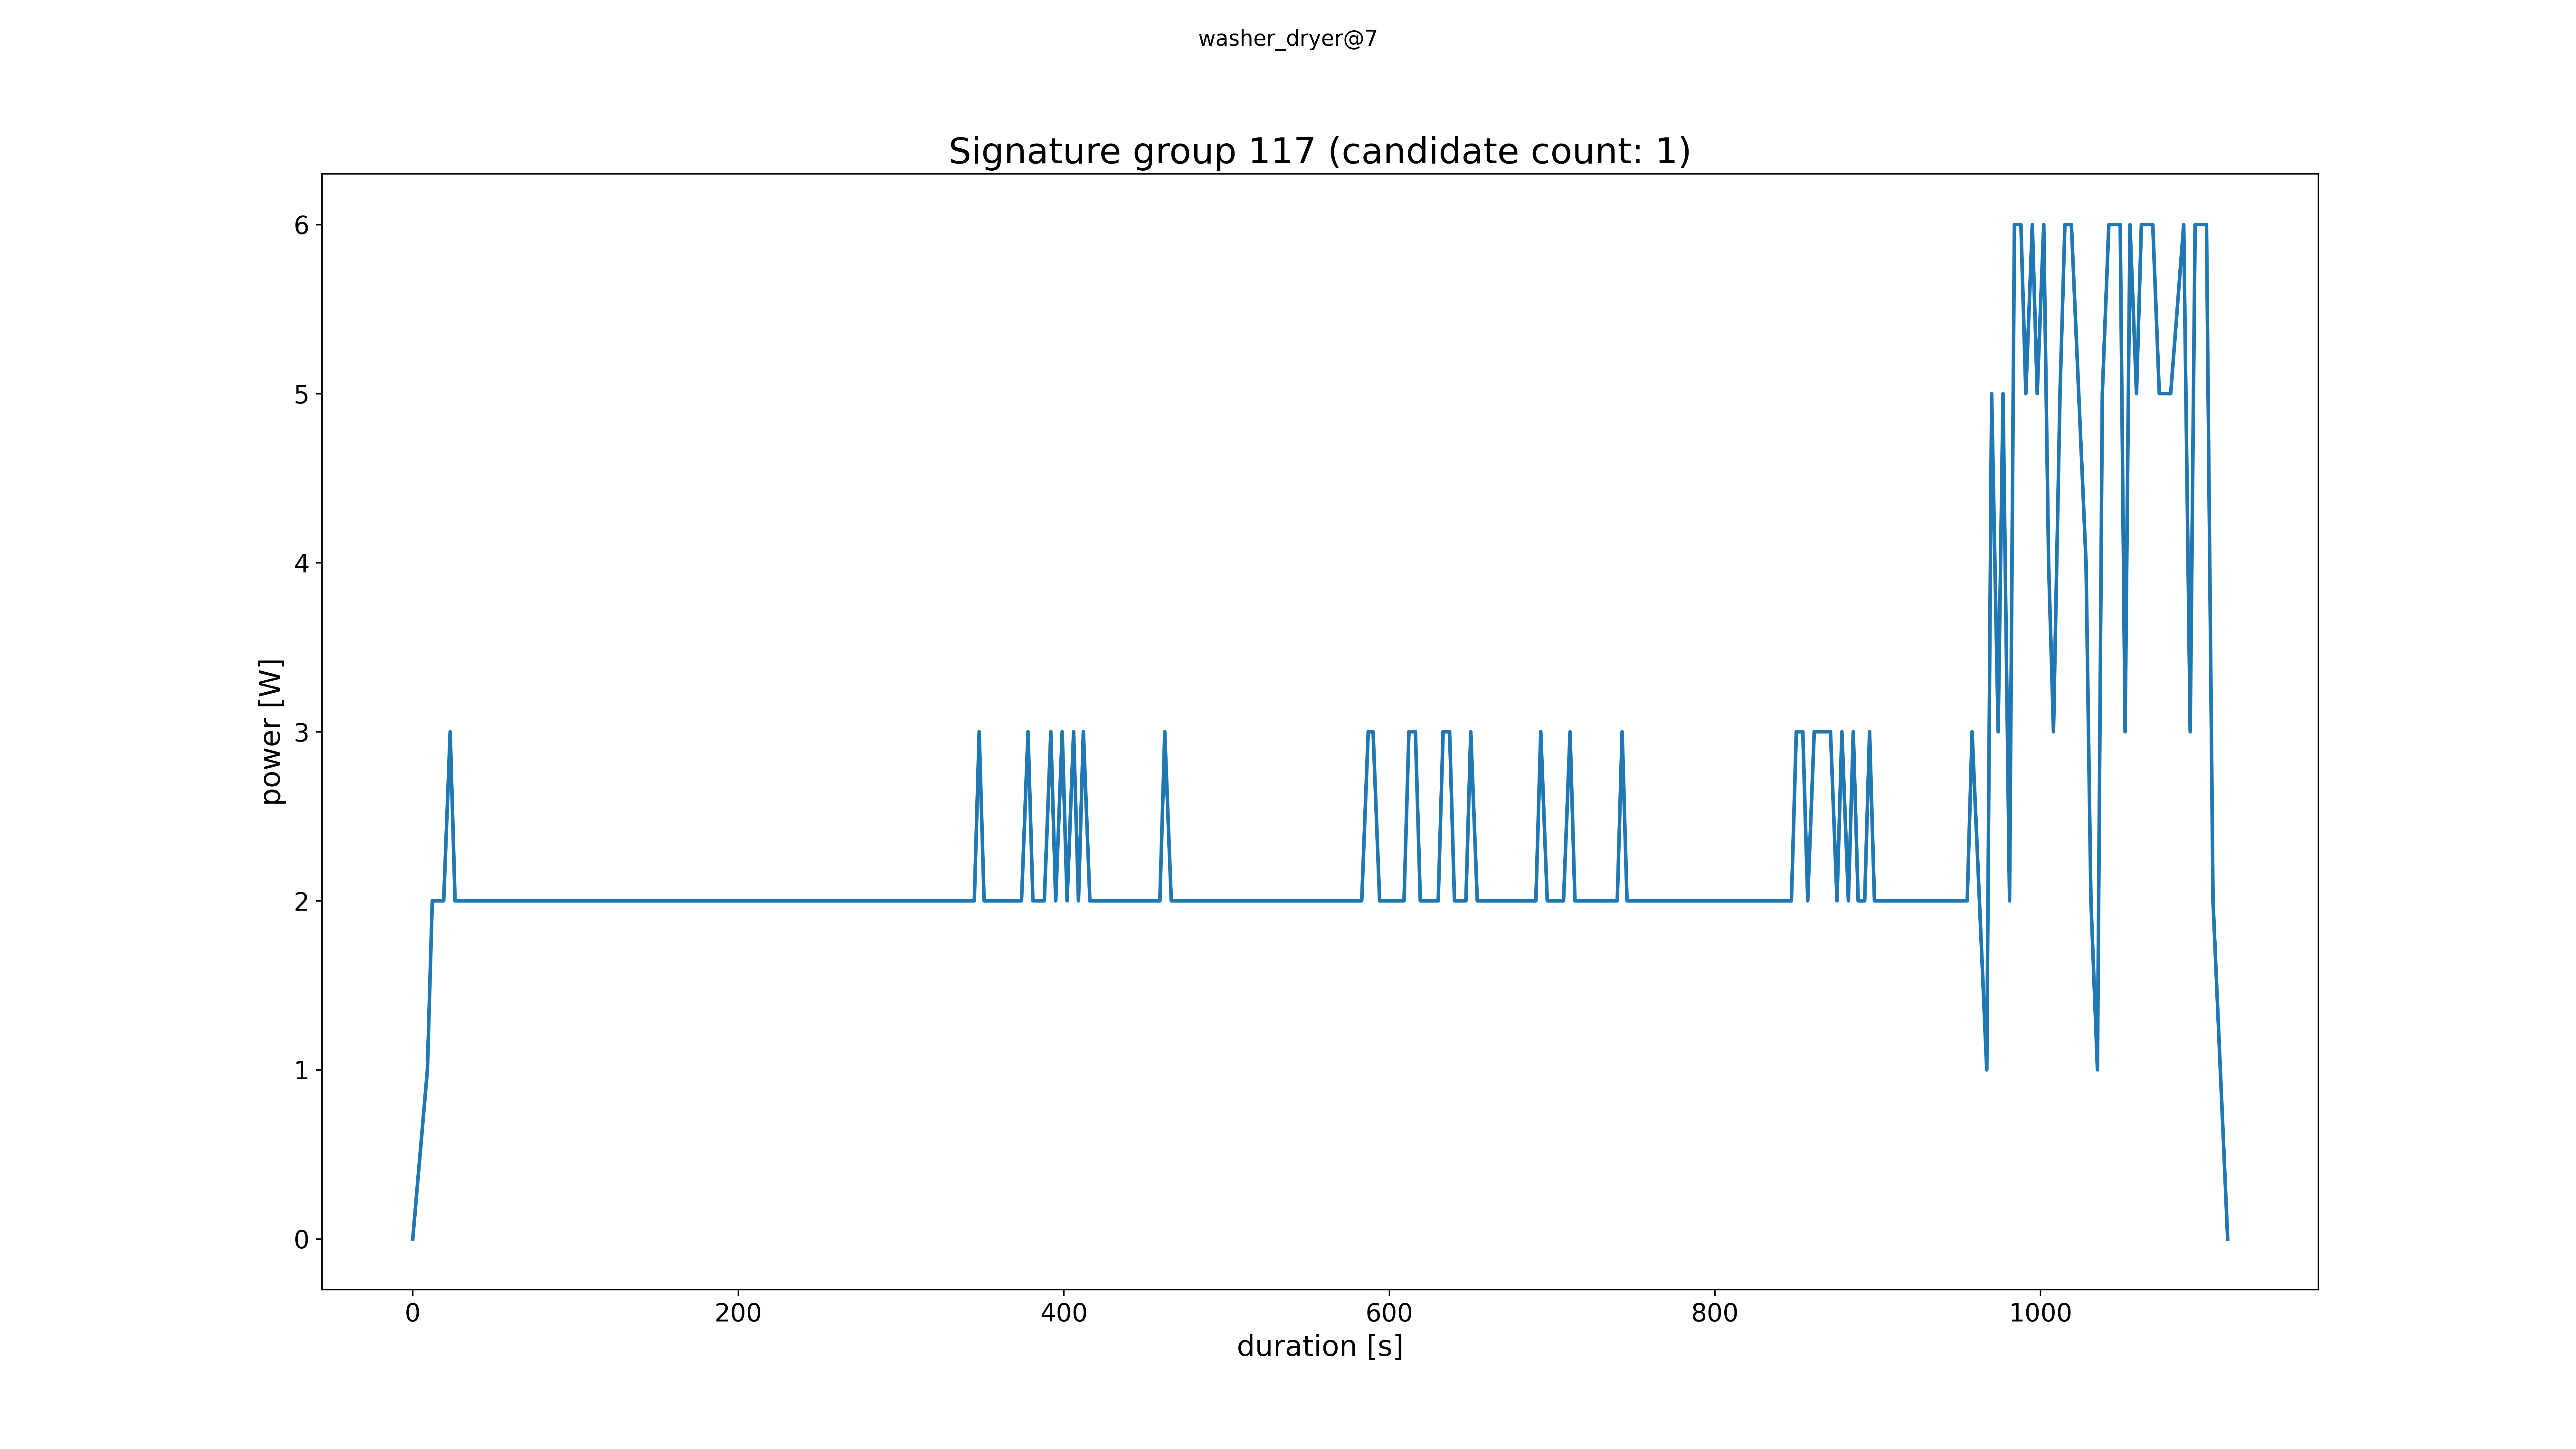 washer_dryer@7
Signature group 117 (candidate count: 1)
power [W]
6
5
4
3
2
1
0
0 200 400 600 800 1000
duration [s]